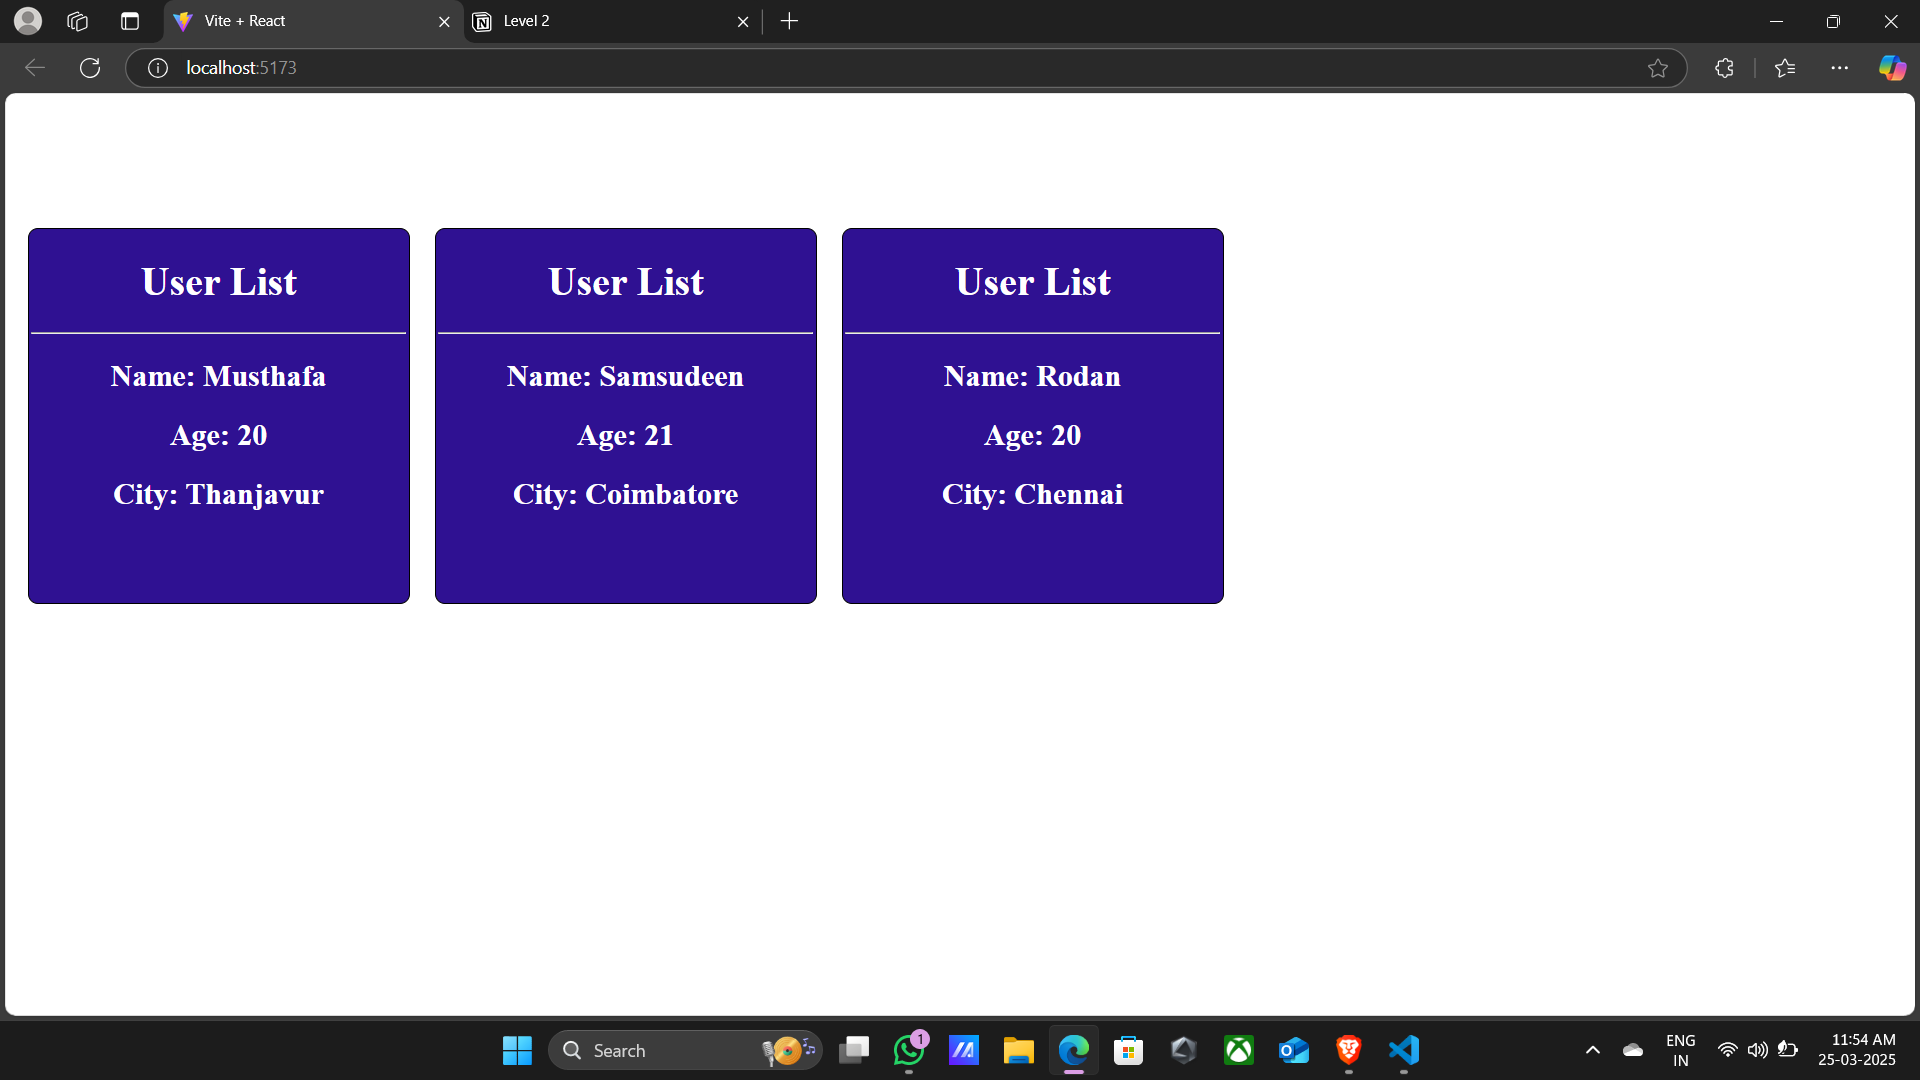 Vite + React
Level 2
localhost:5173
User List
Name: Musthafa
Age: 20
City: Thanjavur
User List
Name: Samsudeen
Age: 21
City: Coimbatore
User List
Name: Rodan
Age: 20
City: Chennai
Search
1
ENG
IN
11:54 AM
25-03-2025